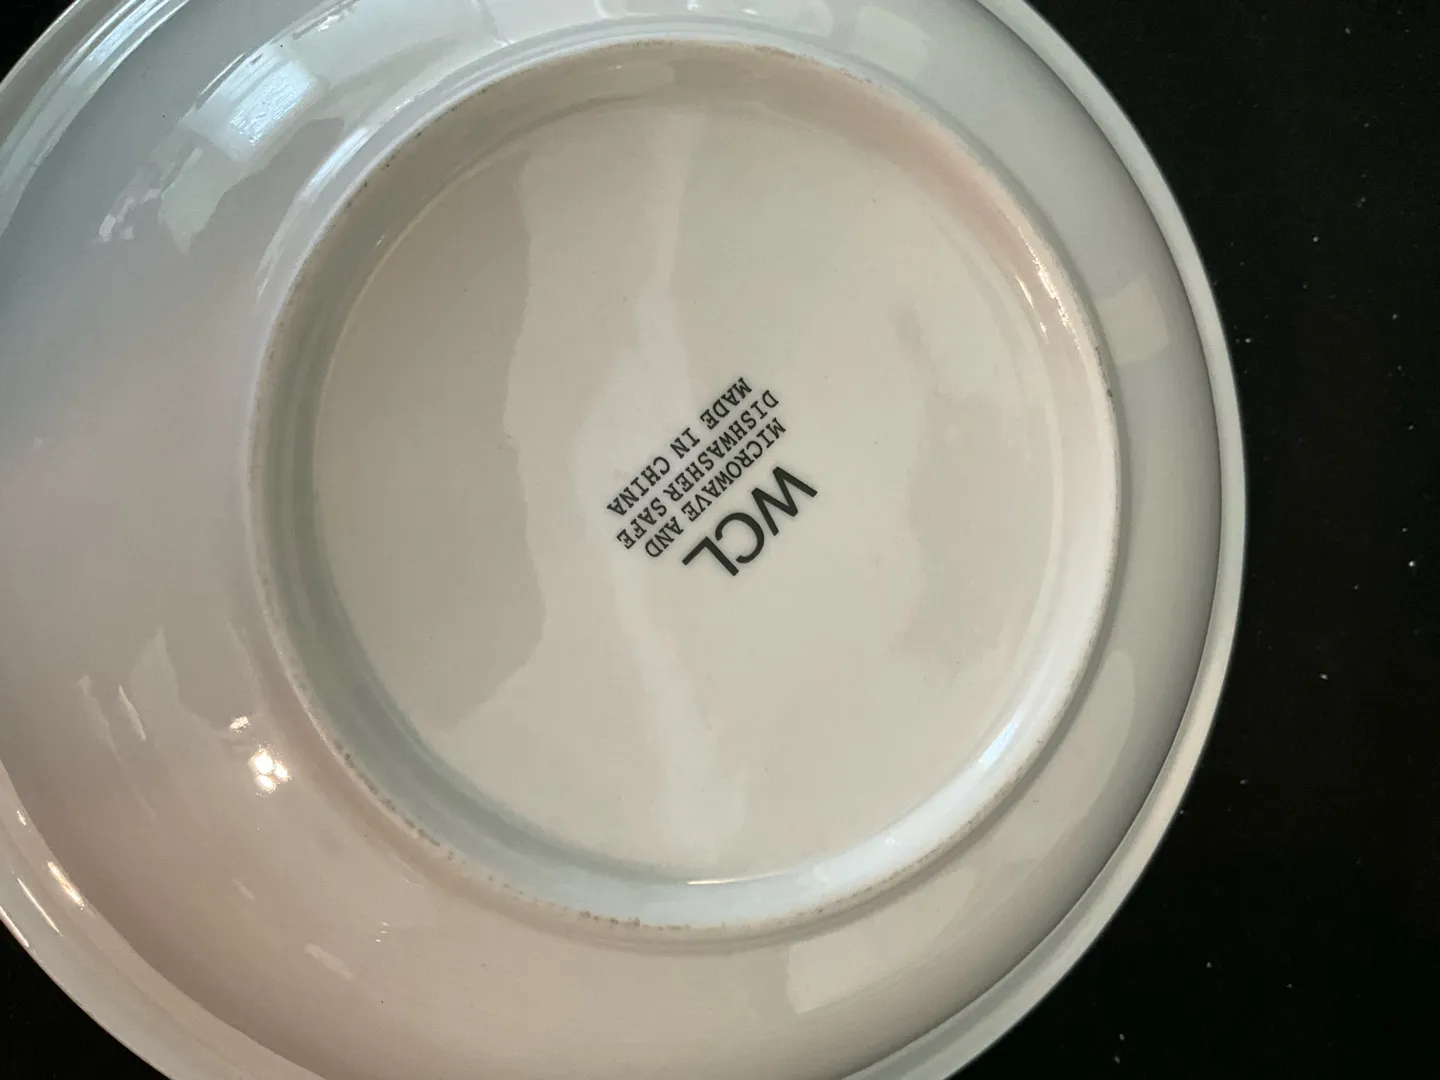 WCL
MICROWAVE AND
DISHWASHER SAFE
MADE IN CHINA